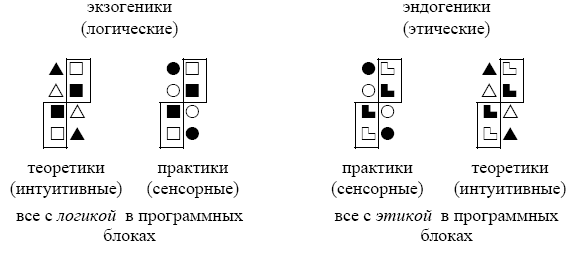 экзогеники
(логические)
эндогеники
(этические)
теоретики
(интуитивные)
практики
(сенсорные)
практики
(сенсорные)
теоретики
(интуитивные)
все с логикой в программных
блоках
все с этикой в программных
блоках